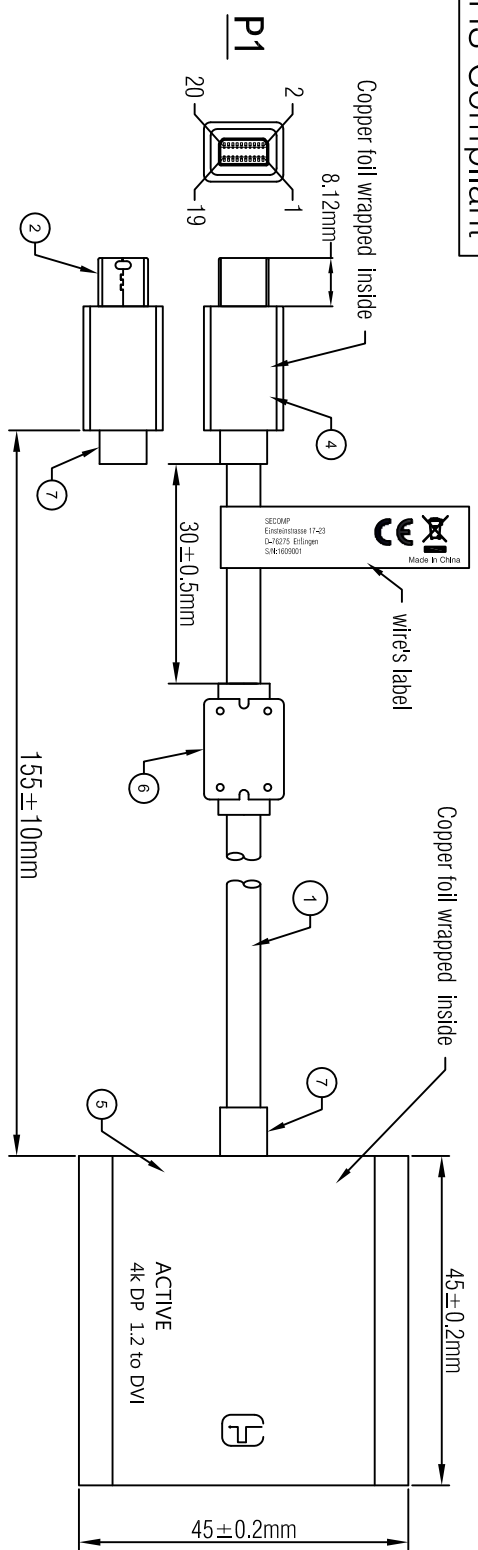 Compliant
P1
2
1
20
19
Copper foil wrapped inside
8.12mm
2
4
7
30±0.5mm
SECOMP
Einsteinstrasse 17-23
D-76275 Ettlingen
S/N:1609001
CE
Made in China
wire's label
6
155±10mm
1
Copper foil wrapped inside
7
5
45±0.2mm
ACTIVE
4k DP 1.2 to DVI
45±0.2mm